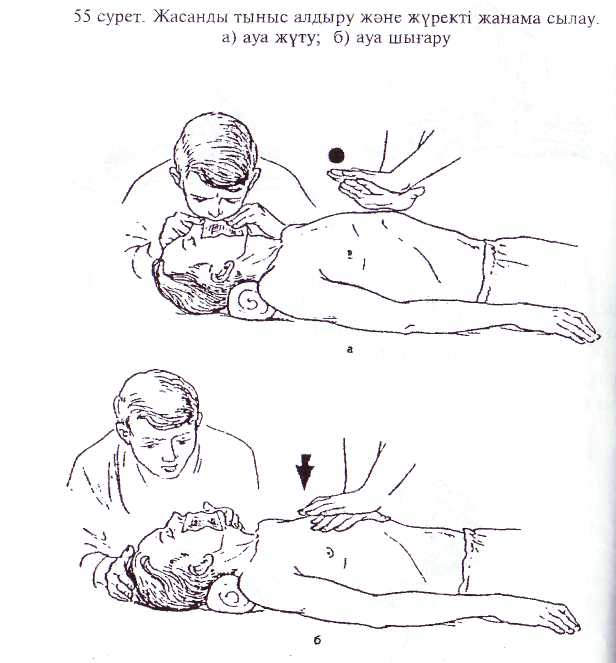 55 сурет. Жасанды тыныс алдыру және жүректі жанама сылау.
а) ауа жұту; б) ауа шығару
а
б